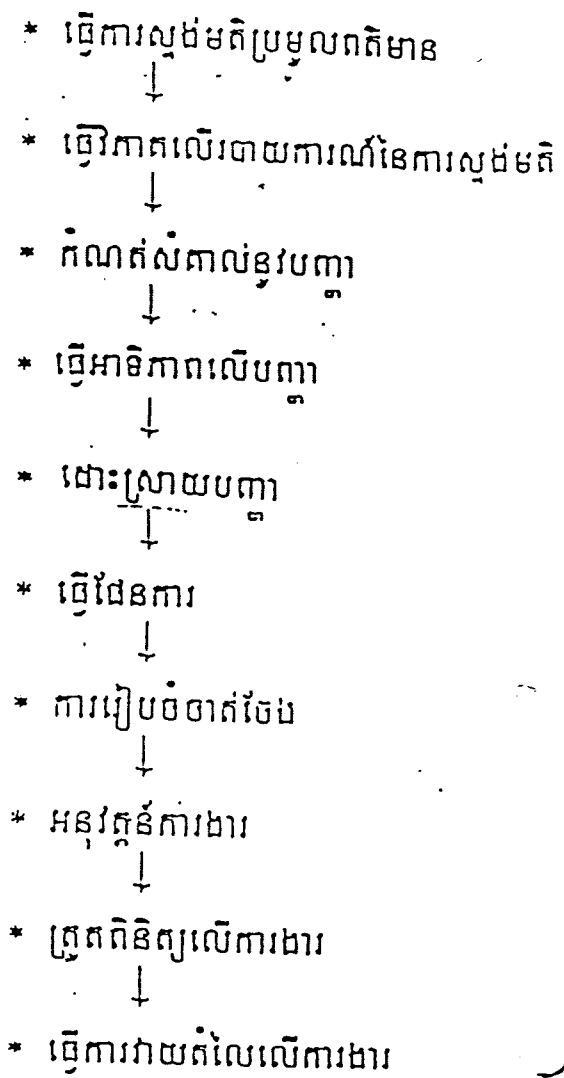 * ធ្វើការស្ទង់មតិប្រមូលពត៌មាន
* ធ្វើវិភាគលើរបាយការណ៍នៃការស្ទង់មតិ
* កំណត់សំគាល់នូវបញ្ហា
* ធ្វើអាទិភាពលើបញ្ហា
* ដោះស្រាយបញ្ហា
* ធ្វើផែនការ
* ការរៀបចំចាត់ចែង
* អនុវត្តន៍ការងារ
* ត្រួតពិនិត្យលើការងារ
* ធ្វើការវាយតំលៃលើការងារ